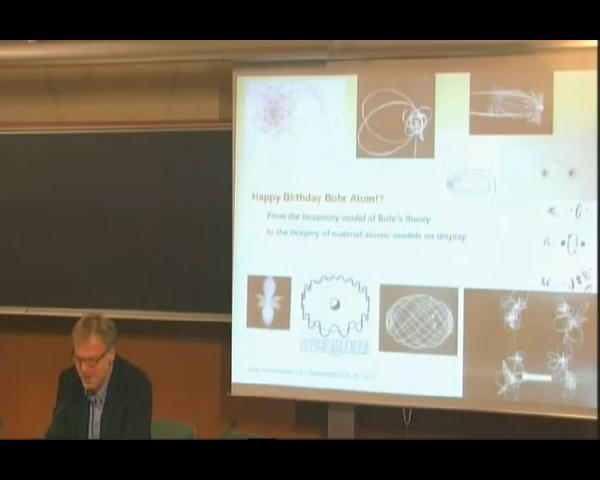 Happy Birthday Bohr Atom!?
From the imaginary model of Bohr's theory
to the imagery of material atomic models on display